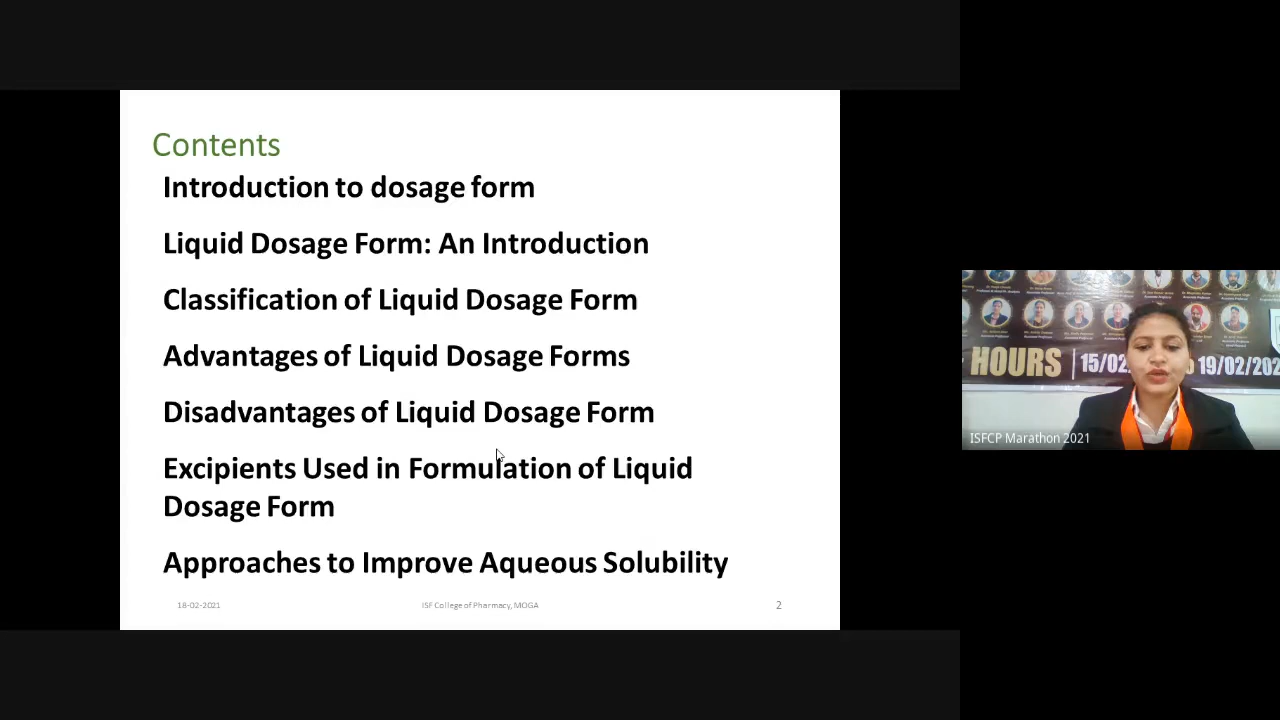 Contents
Introduction to dosage form
Liquid Dosage Form: An Introduction
Classification of Liquid Dosage Form
Advantages of Liquid Dosage Forms
Disadvantages of Liquid Dosage Form
Excipients Used in Formulation of Liquid
Dosage Form
Approaches to Improve Aqueous Solubility
18-02-2021
ISF College of Pharmacy, MOGA
2
HOURS
19/02/202
ISFCP Marathon 2021